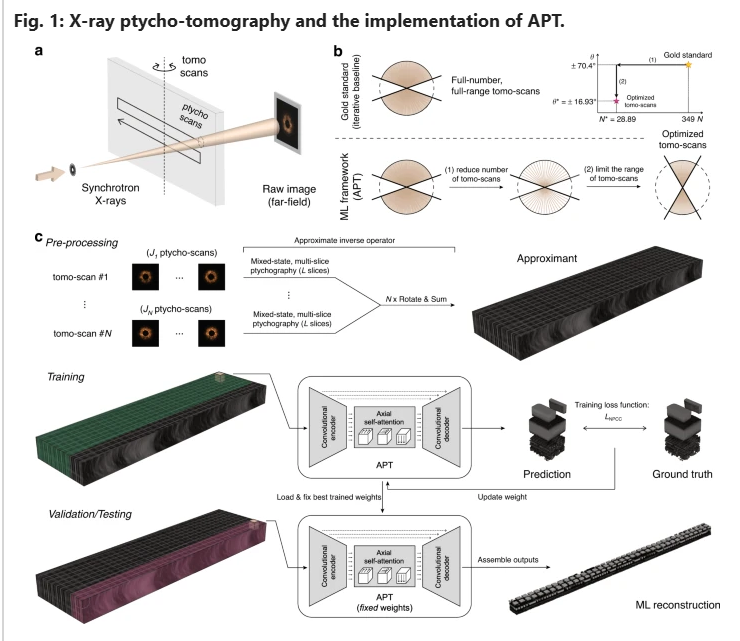 Fig. 1: X-ray ptycho-tomography and the implementation of APT.
a
tomo
scans
ptycho
scans
Synchrotron
X-rays
Raw image
(far-field)
b
Gold standard
(iterative baseline)
Full-number,
full-range tomo-scans
θ
± 70.4°
(1)
Gold standard
(2)
θ* = ± 16.93°
Optimized
tomo-scans
N* = 28.89
349 N
ML framework
(APT)
(1) reduce number
of tomo-scans
(2) limit the range
of tomo-scans
Optimized
tomo-scans
c
Pre-processing
tomo-scan #1
(J1 ptycho-scans)
...
⋮
tomo-scan #N
(JN ptycho-scans)
...
Approximate inverse operator
Mixed-state, multi-slice
ptychography (L slices)
⋮
Mixed-state, multi-slice
ptychography (L slices)
N x Rotate & Sum
Approximant
Training
Convolutional
encoder
Axial
self-attention
Convolutional
decoder
APT
Prediction
Training loss function:
LNPCC
Ground truth
Load & fix best trained weights
Update weight
Validation/Testing
Convolutional
encoder
Axial
self-attention
Convolutional
decoder
APT
(fixed weights)
Assemble outputs
ML reconstruction